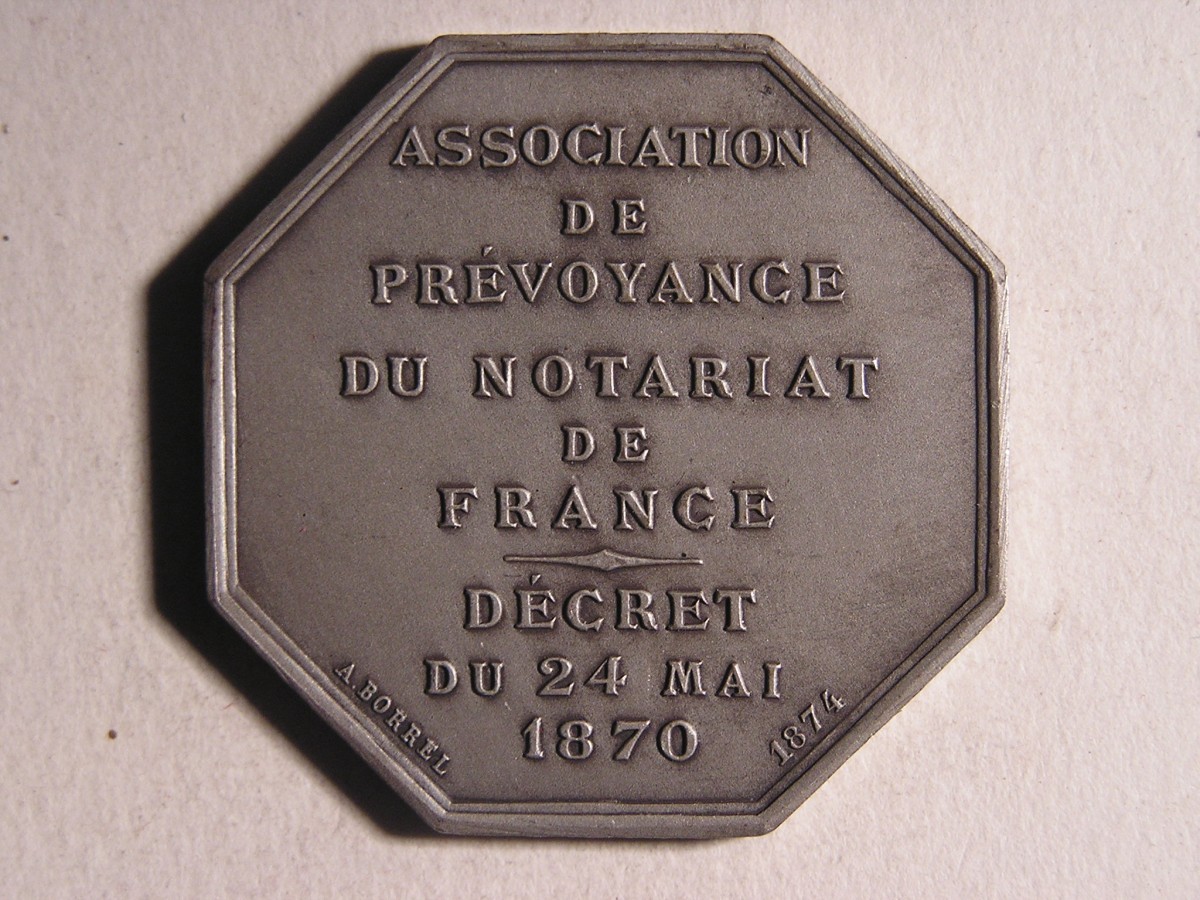 ASSOCIATION
DE
PRÉVOYANCE
DU NOTARIAT
DE
FRANCE
DÉCRET
DU 24 MAI
1870
A. BORREL
1874